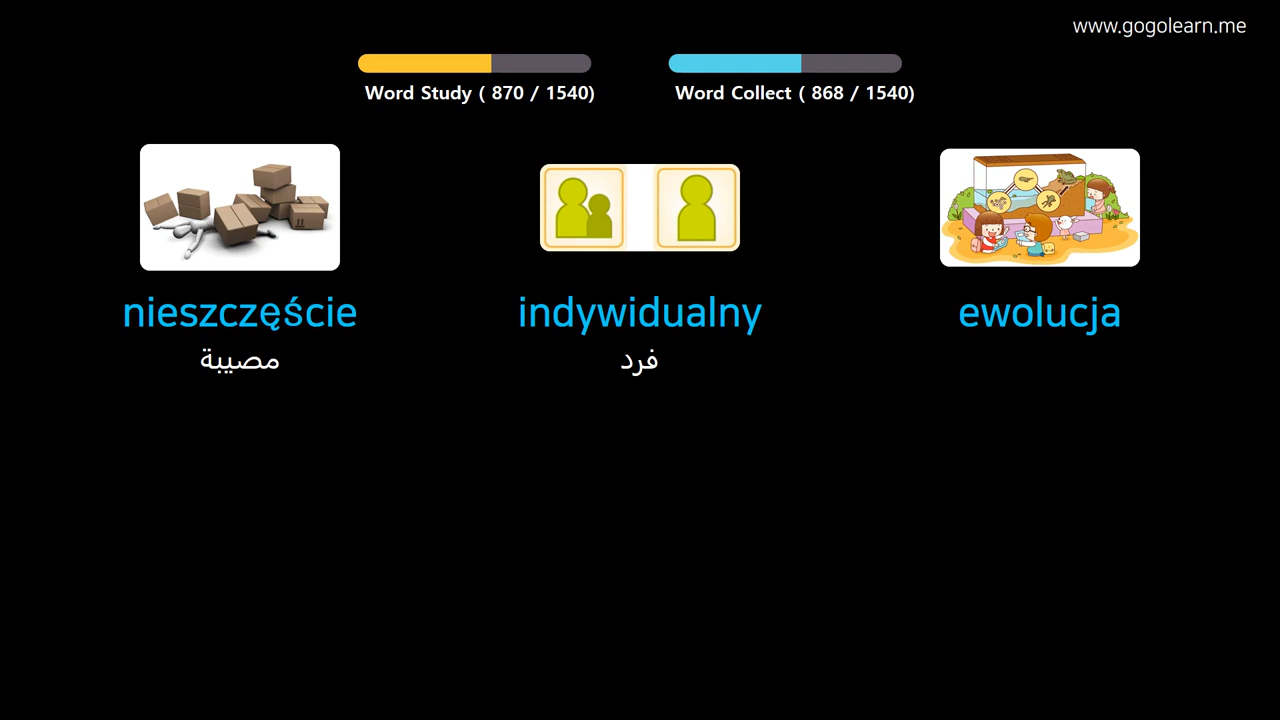 www.gogolearn.me
Word Study ( 870 / 1540)
Word Collect ( 868 / 1540)
nieszczęście
مصيبة
indywidualny
فرد
ewolucja